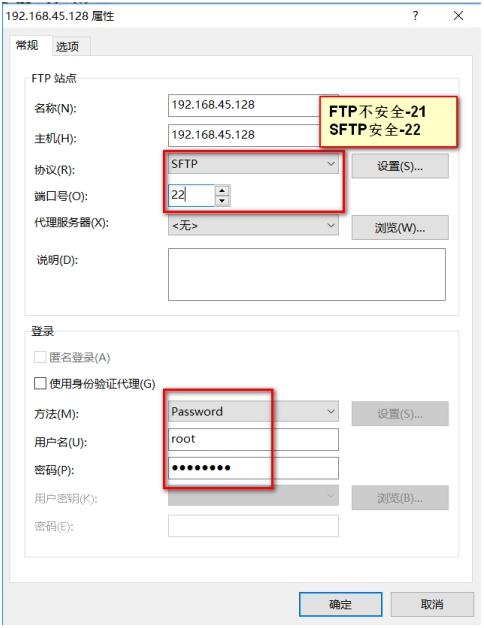 192.168.45.128 属性
?
常规
选项
FTP 站点
名称(N):
192.168.45.128
主机(H):
192.168.45.128
FTP不安全-21
SFTP安全-22
协议(R):
SFTP
设置(S)...
端口号(O):
22
代理服务器(X):
<无>
浏览(W)...
说明(D):
登录
匿名登录(A)
使用身份验证代理(G)
方法(M):
Password
设置(S)...
用户名(U):
root
密码(P):
●●●●●●●●
用户密钥(K):
浏览(B)...
密码(E):
确定
取消